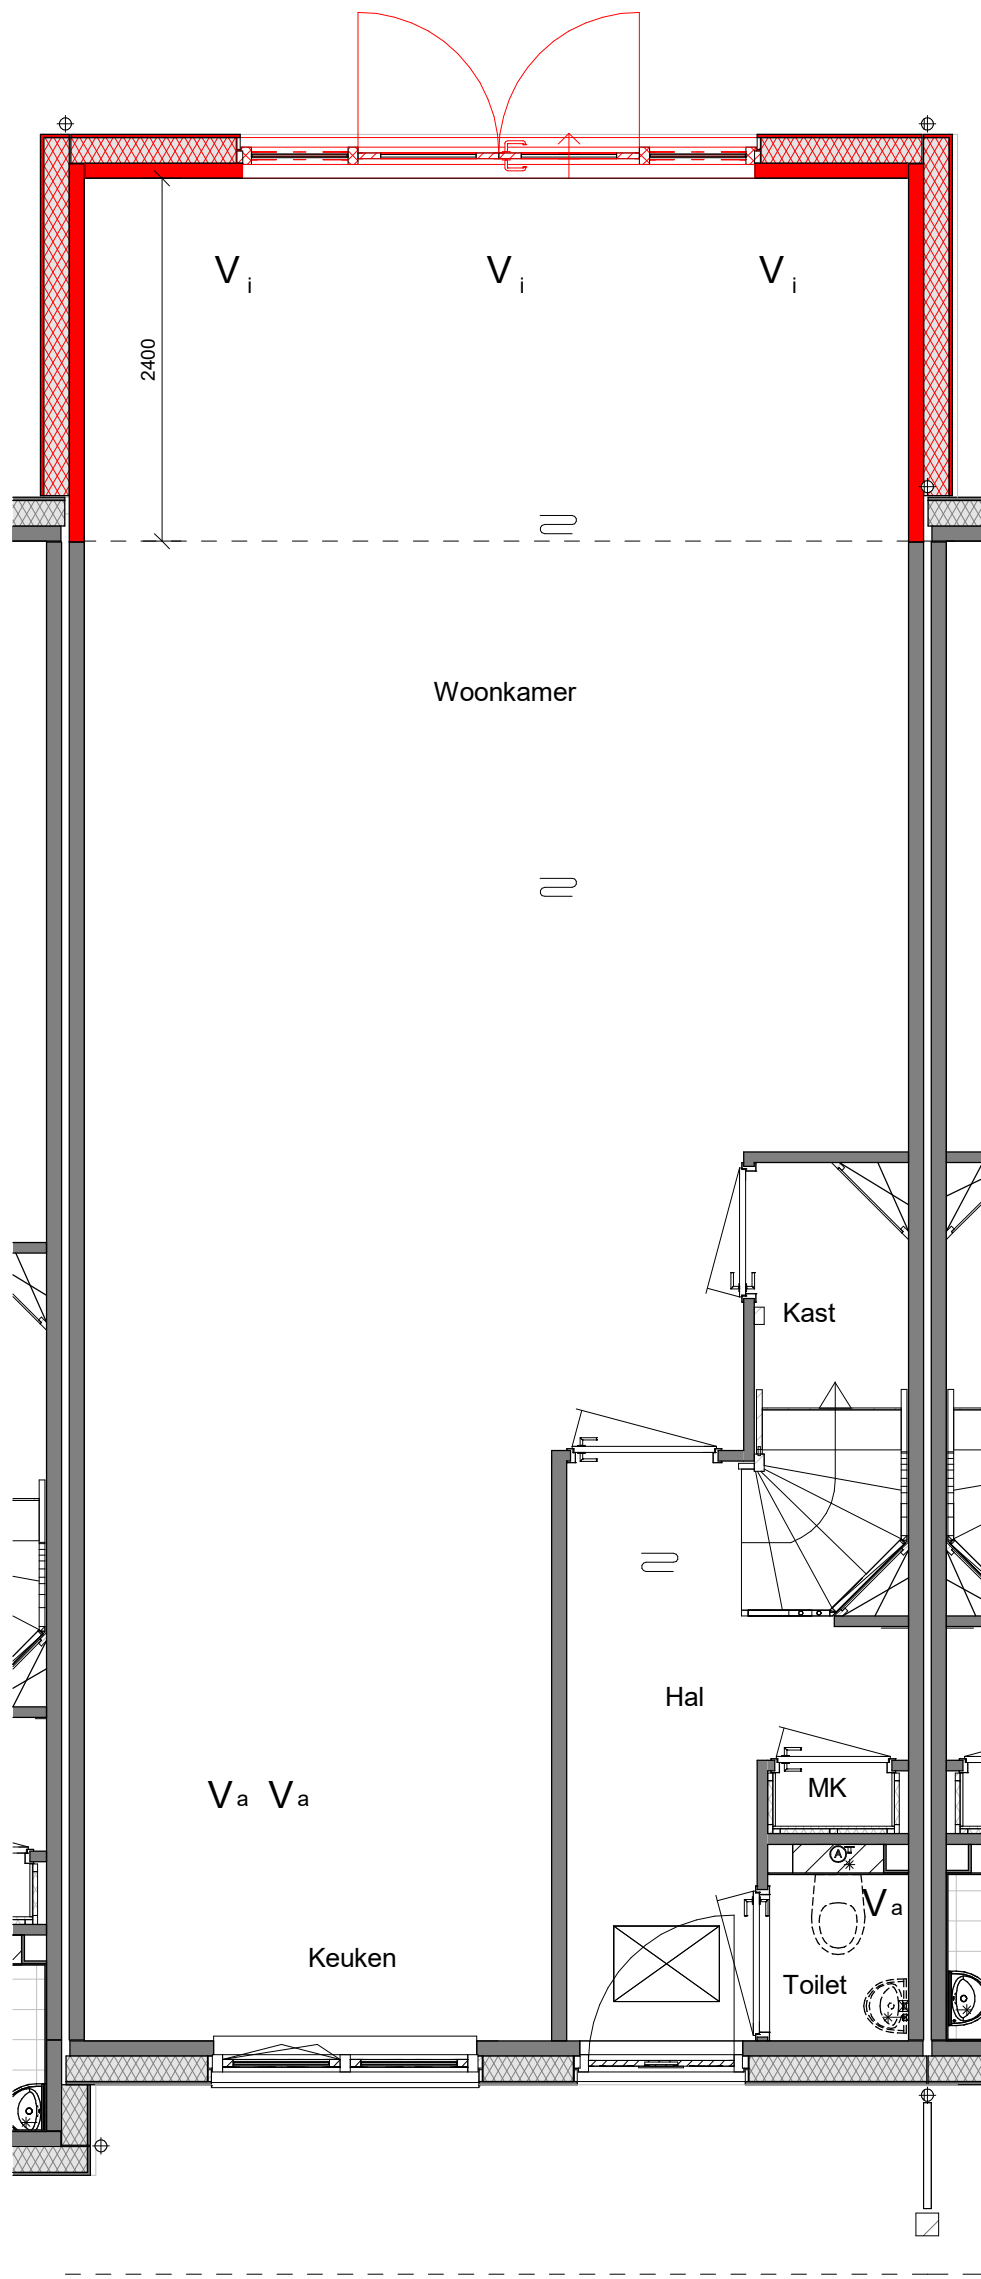 V i V i V i
2400
Woonkamer
Kast
Hal
MK
V a V a
A
V a
Keuken
Toilet